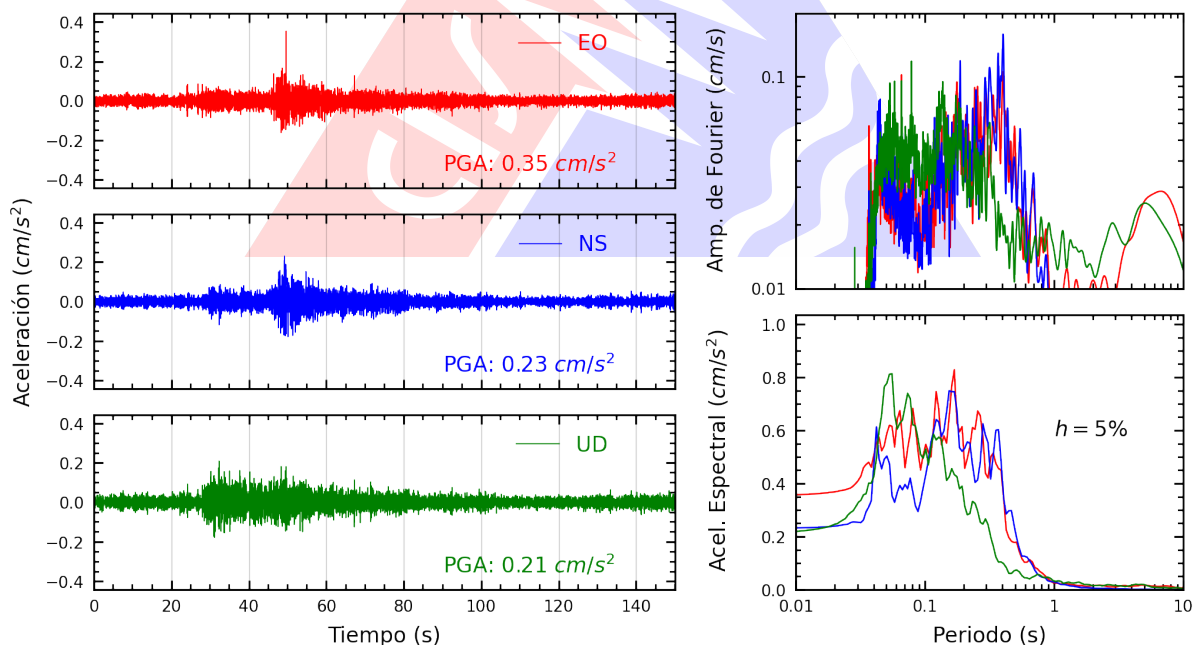 0.4
0.2
0.0
−0.2
−0.4
EO
PGA: 0.35 cm/s²
0.4
0.2
0.0
−0.2
−0.4
NS
PGA: 0.23 cm/s²
0.4
0.2
0.0
−0.2
−0.4
UD
PGA: 0.21 cm/s²
0 20 40 60 80 100 120 140
Aceleración (cm/s²)
Tiempo (s)
0.1
0.01
Amp. de Fourier (cm/s)
1.0
0.8
0.6
0.4
0.2
0.0
h = 5%
Acel. Espectral (cm/s²)
0.01 0.1 1 10
Periodo (s)